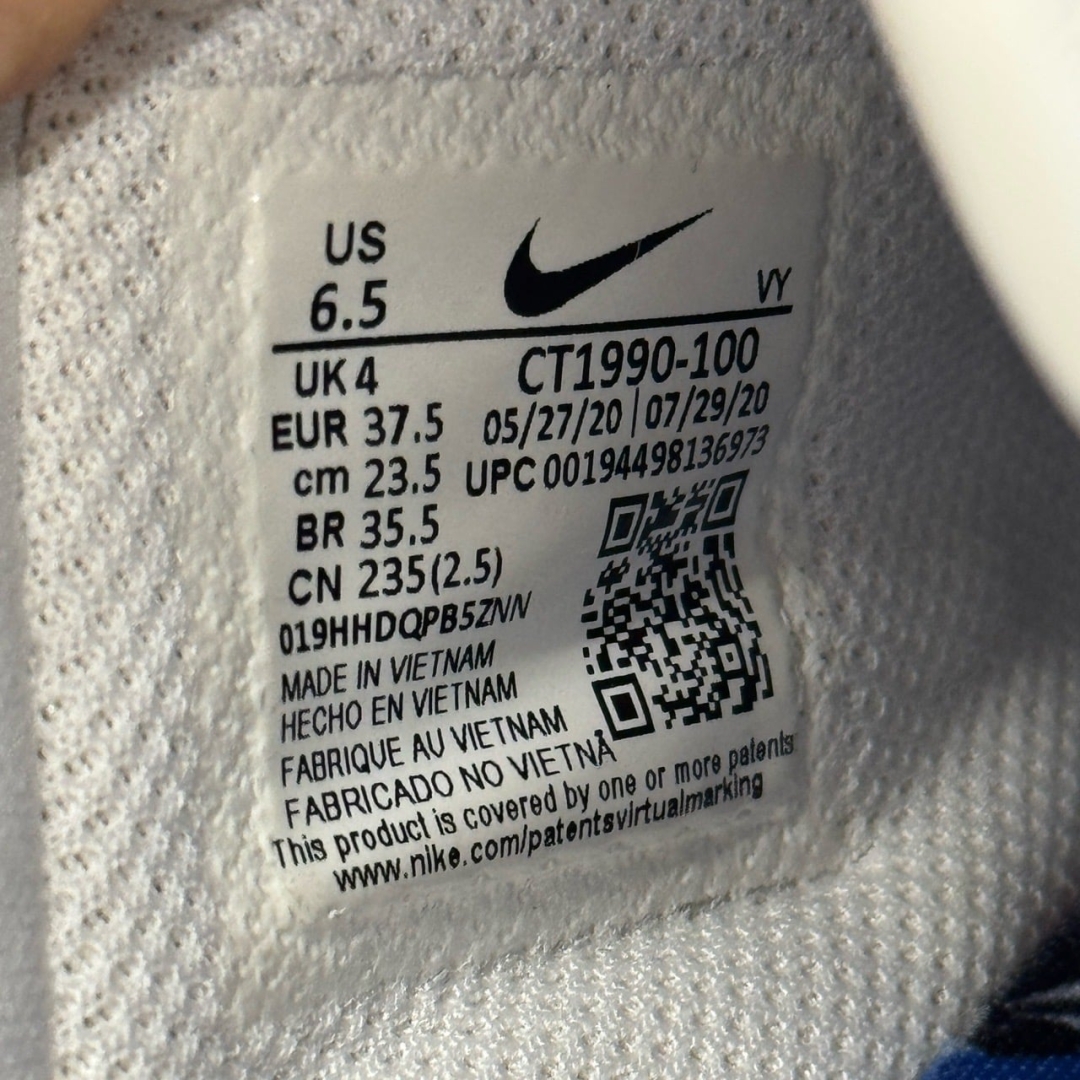 US
6.5
VY
UK 4
CT1990-100
EUR 37.5
05/27/20 | 07/29/20
cm 23.5
UPC 00194498136973
BR 35.5
CN 235(2.5)
019HHDQPB5ZNN
MADE IN VIETNAM
HECHO EN VIETNAM
FABRIQUE AU VIETNAM
FABRICADO NO VIETNÃ
This product is covered by one or more patents
www.nike.com/patentsvirtualmarking